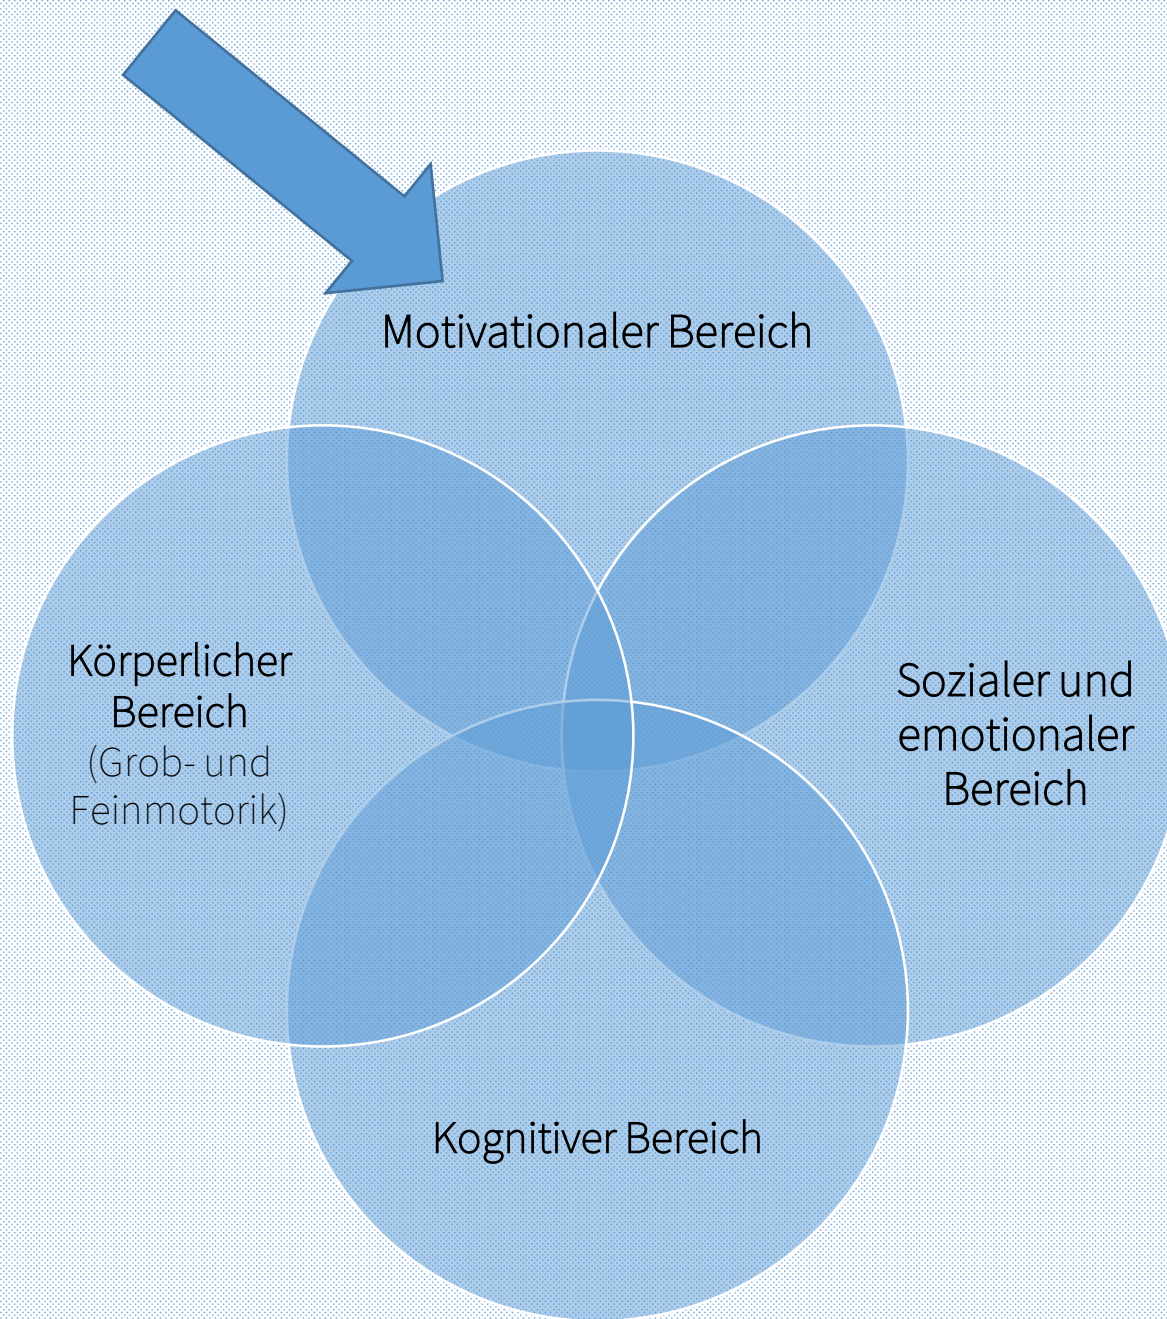 Motivationaler Bereich
Körperlicher
Bereich
(Grob- und
Feinmotorik)
Sozialer und
emotionaler
Bereich
Kognitiver Bereich